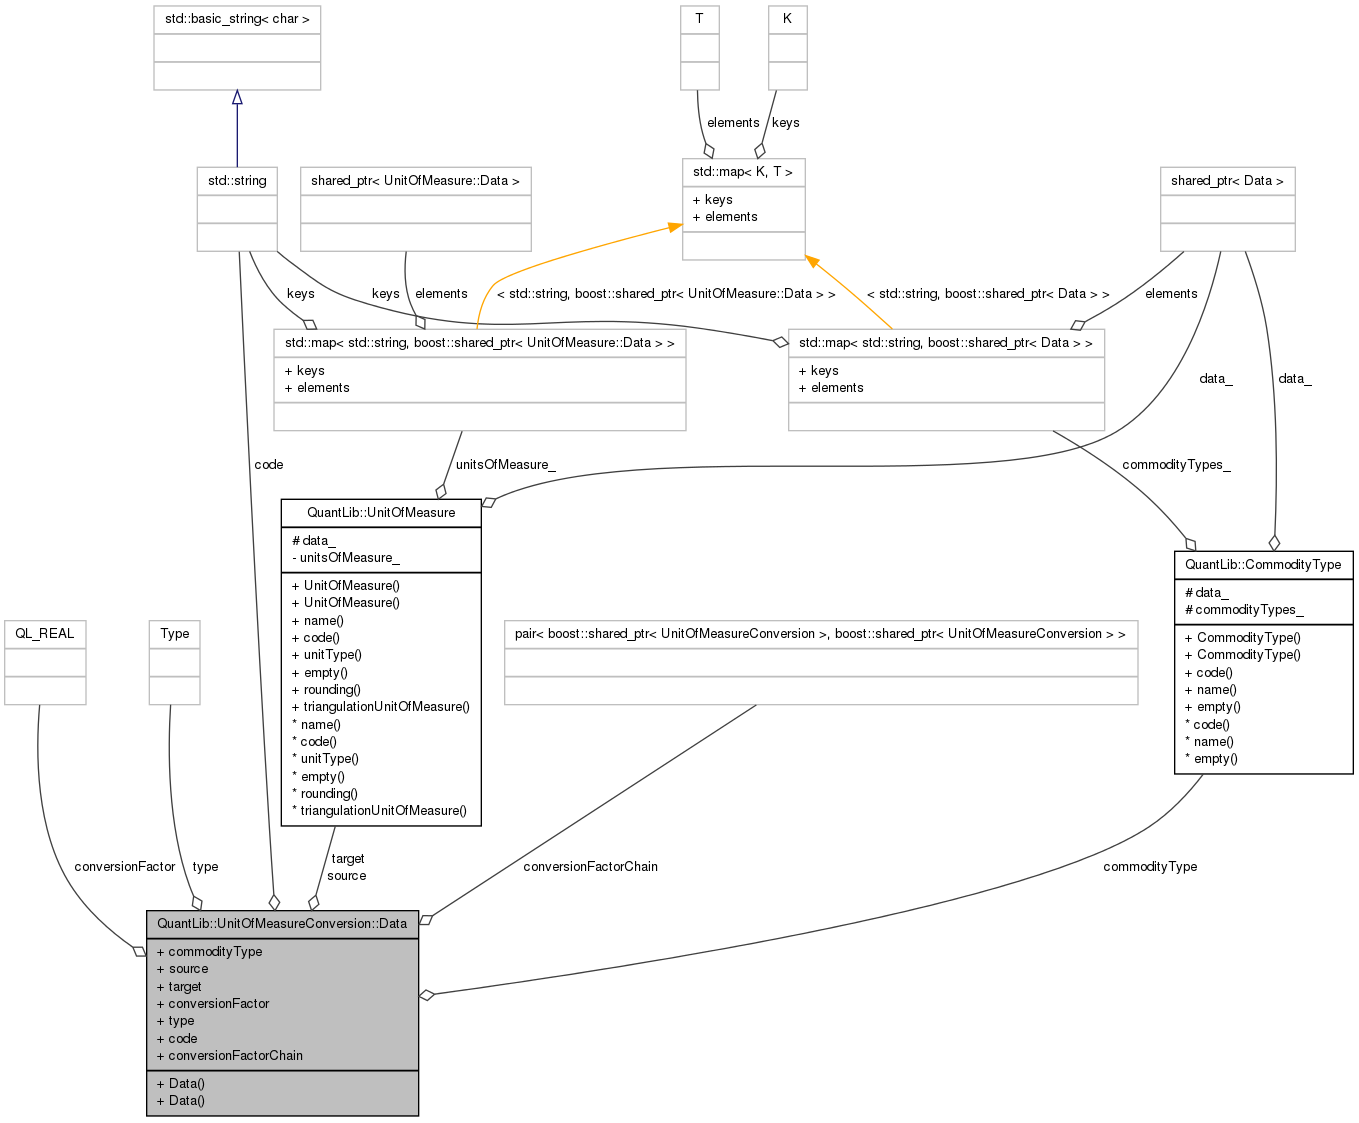 std::basic_string< char >
T
K
elements
keys
std::string
shared_ptr< UnitOfMeasure::Data >
std::map< K, T >
+ keys
+ elements
shared_ptr< Data >
keys
elements
keys
< std::string, boost::shared_ptr< UnitOfMeasure::Data > >
< std::string, boost::shared_ptr< Data > >
elements
std::map< std::string, boost::shared_ptr< UnitOfMeasure::Data > >
+ keys
+ elements
std::map< std::string, boost::shared_ptr< Data > >
+ keys
+ elements
data_
data_
code
unitsOfMeasure_
commodityTypes_
QuantLib::UnitOfMeasure
# data_
- unitsOfMeasure_
+ UnitOfMeasure()
+ UnitOfMeasure()
+ name()
+ code()
+ unitType()
+ empty()
+ rounding()
+ triangulationUnitOfMeasure()
* name()
* code()
* unitType()
* empty()
* rounding()
* triangulationUnitOfMeasure()
QuantLib::CommodityType
# data_
# commodityTypes_
+ CommodityType()
+ CommodityType()
+ code()
+ name()
+ empty()
* code()
* name()
* empty()
QL_REAL
Type
pair< boost::shared_ptr< UnitOfMeasureConversion >, boost::shared_ptr< UnitOfMeasureConversion > >
conversionFactor
type
target
source
conversionFactorChain
commodityType
QuantLib::UnitOfMeasureConversion::Data
+ commodityType
+ source
+ target
+ conversionFactor
+ type
+ code
+ conversionFactorChain
+ Data()
+ Data()